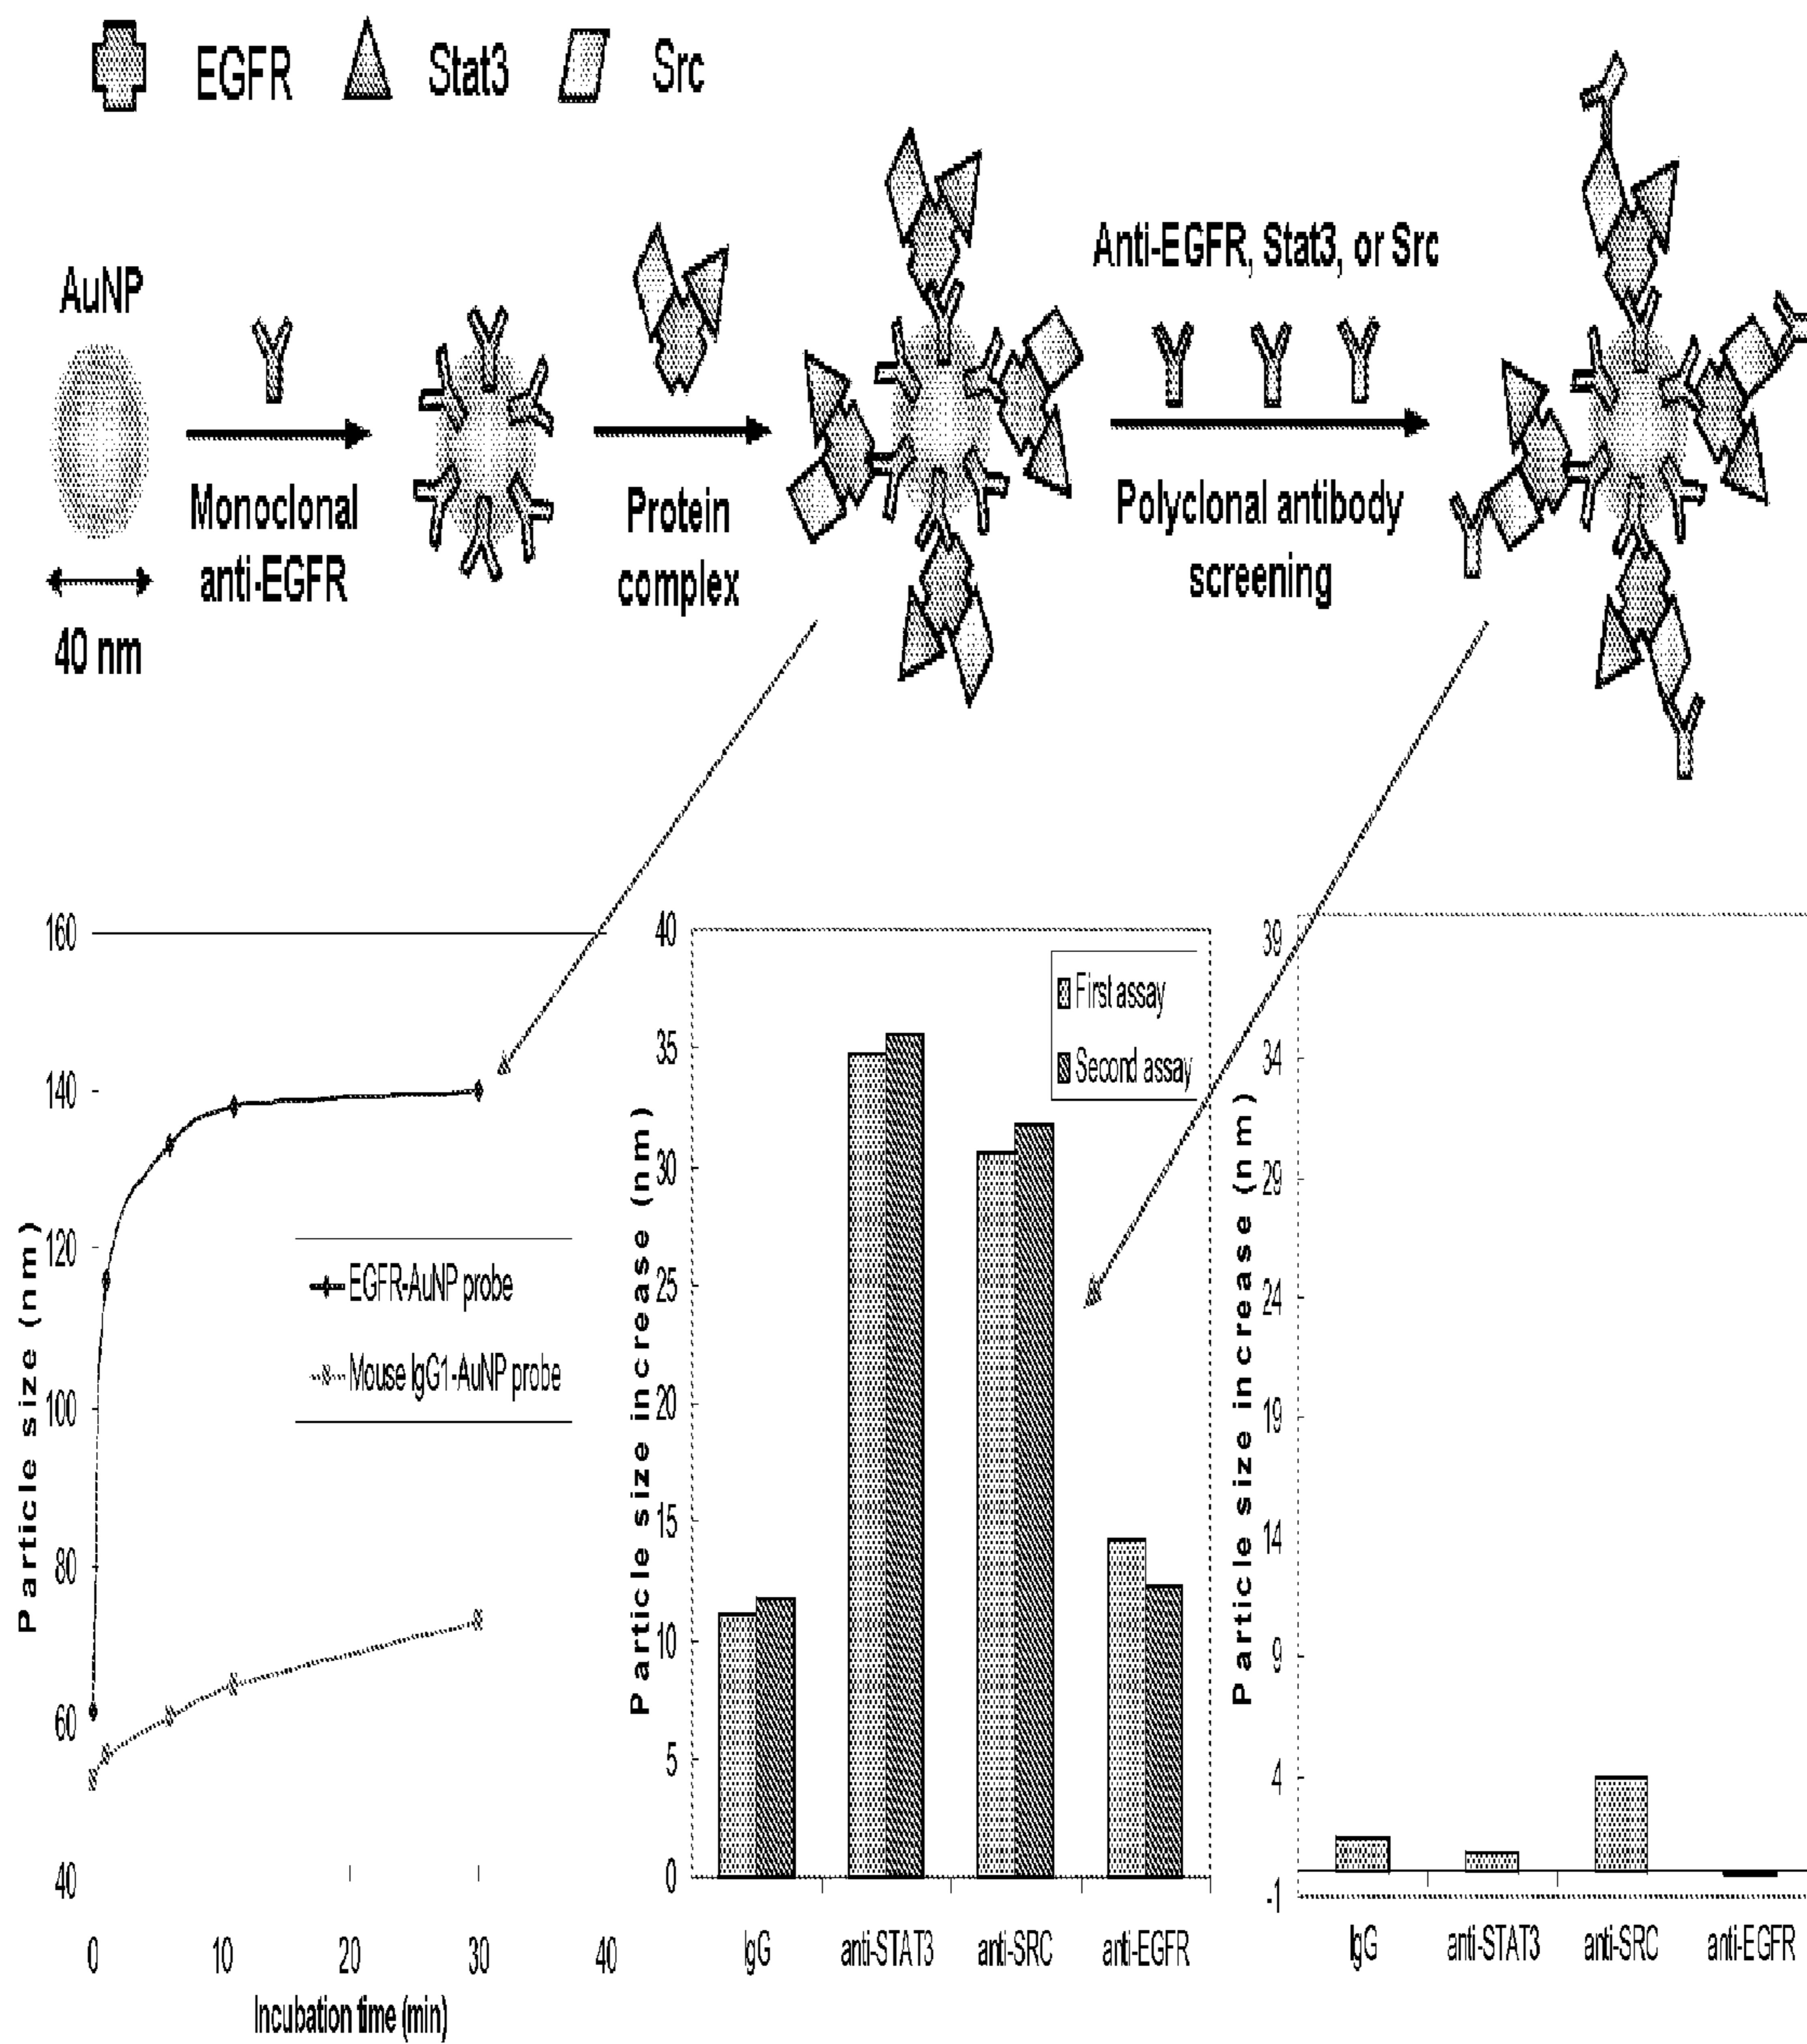 EGFR Stat3 Src
AuNP
Monoclonal
anti-EGFR
40 nm
Protein
complex
Anti-EGFR, Stat3, or Src
Polyclonal antibody
screening
Particle size (nm)
160
140
120
100
80
60
40
EGFR-AuNP probe
Mouse IgG1-AuNP probe
0 10 20 30 40
Incubation time (min)
Particle size increase (nm)
40
35
30
25
20
15
10
5
0
First assay
Second assay
IgG anti-STAT3 anti-SRC anti-EGFR
Particle size increase (nm)
39
34
29
24
19
14
9
4
-1
IgG anti-STAT3 anti-SRC anti-EGFR